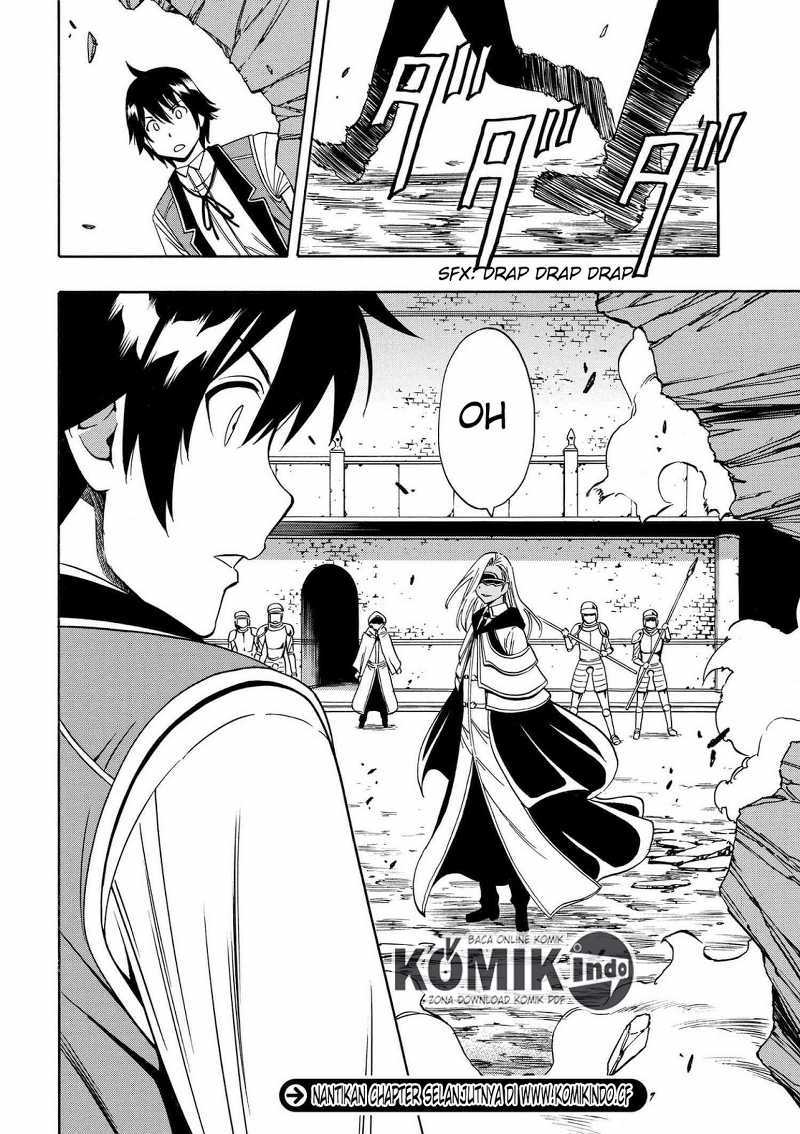 ダッ
ダッ
ダッ
SFX: DRAP DRAP DRAP
OH
BACA ONLINE KOMIK
KOMIK indo
ZONA DOWNLOAD KOMIK PDF
NANTIKAN CHAPTER SELANJUTNYA DI WWW.KOMIKINDO.CF